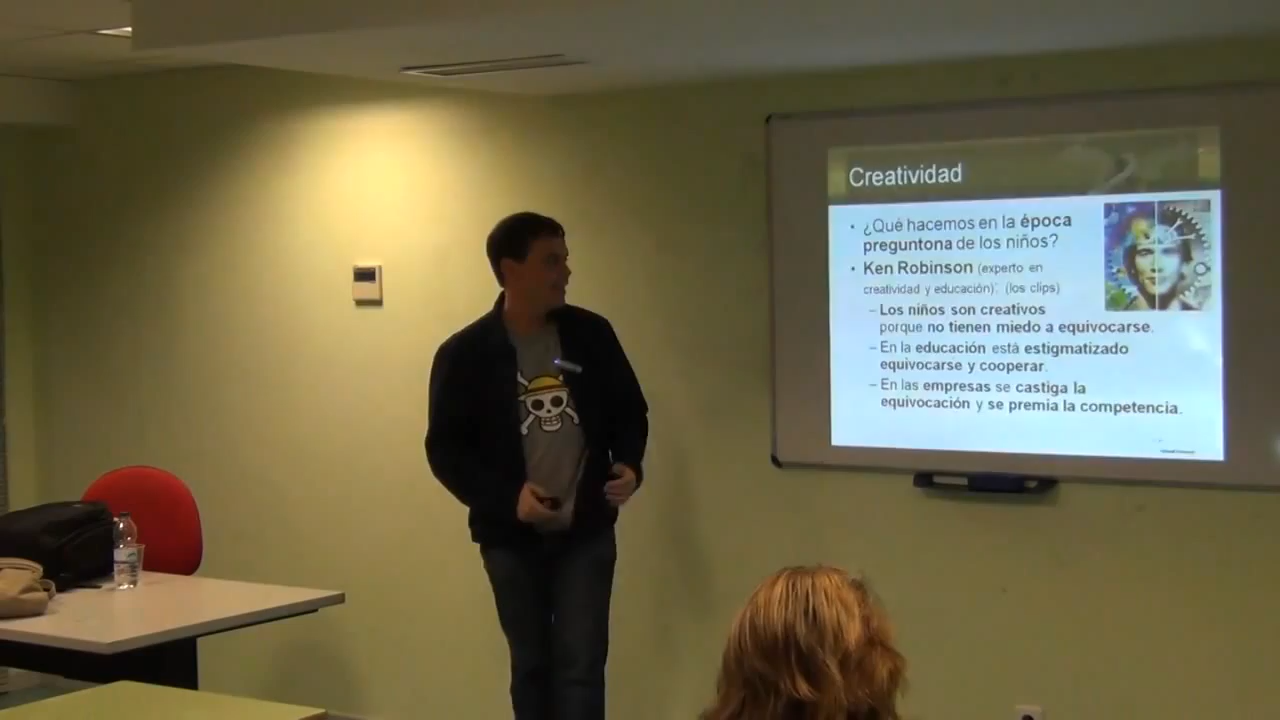 Creatividad
• ¿Qué hacemos en la época
preguntona de los niños?
• Ken Robinson (experto en
creatividad y educación): (los clips)
– Los niños son creativos
porque no tienen miedo a equivocarse.
– En la educación está estigmatizado
equivocarse y cooperar.
– En las empresas se castiga la
equivocación y se premia la competencia.